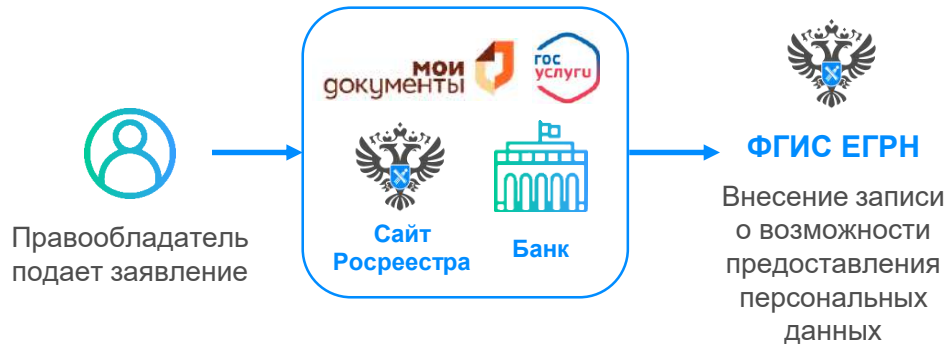 Правообладатель
подает заявление
мои
документы
гос
услуги
Сайт
Росреестра
Банк
ФГИС ЕГРН
Внесение записи
о возможности
предоставления
персональных
данных